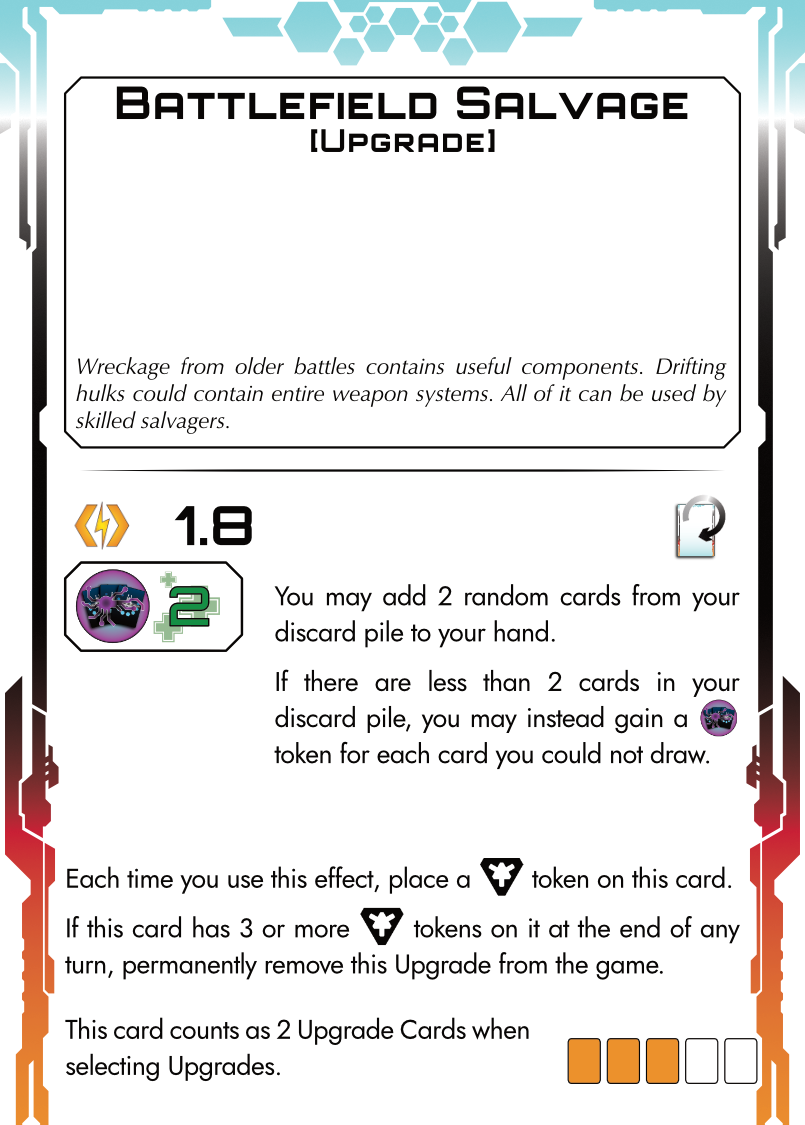 Battlefield Salvage
[Upgrade]
Wreckage from older battles contains useful components. Drifting
hulks could contain entire weapon systems. All of it can be used by
skilled salvagers.
1.8
2
You may add 2 random cards from your
discard pile to your hand.
If there are less than 2 cards in your
discard pile, you may instead gain a
token for each card you could not draw.
Each time you use this effect, place a token on this card.
If this card has 3 or more tokens on it at the end of any
turn, permanently remove this Upgrade from the game.
This card counts as 2 Upgrade Cards when
selecting Upgrades.